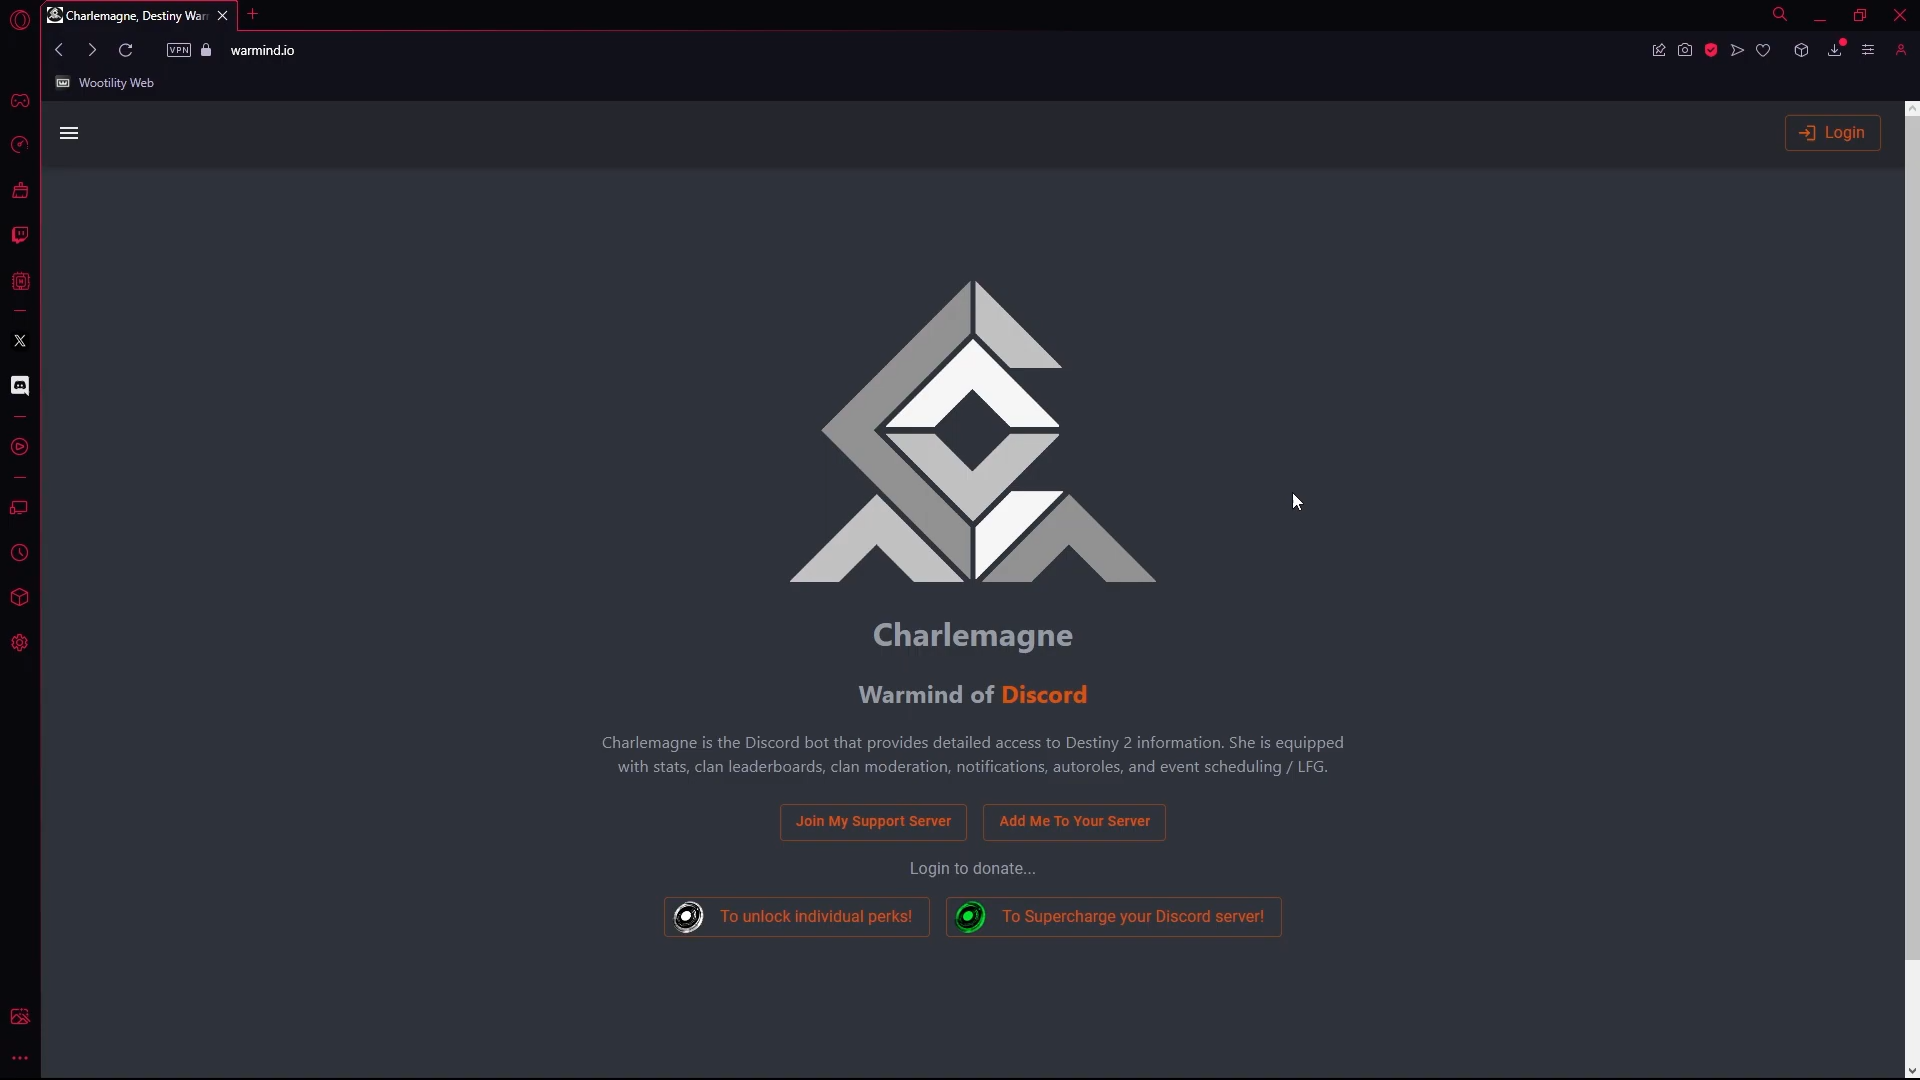 Charlemagne, Destiny War
VPN
warmind.io
Wootility Web
Login
Charlemagne
Warmind of Discord
Charlemagne is the Discord bot that provides detailed access to Destiny 2 information. She is equipped
with stats, clan leaderboards, clan moderation, notifications, autoroles, and event scheduling / LFG.
Join My Support Server
Add Me To Your Server
Login to donate...
To unlock individual perks!
To Supercharge your Discord server!